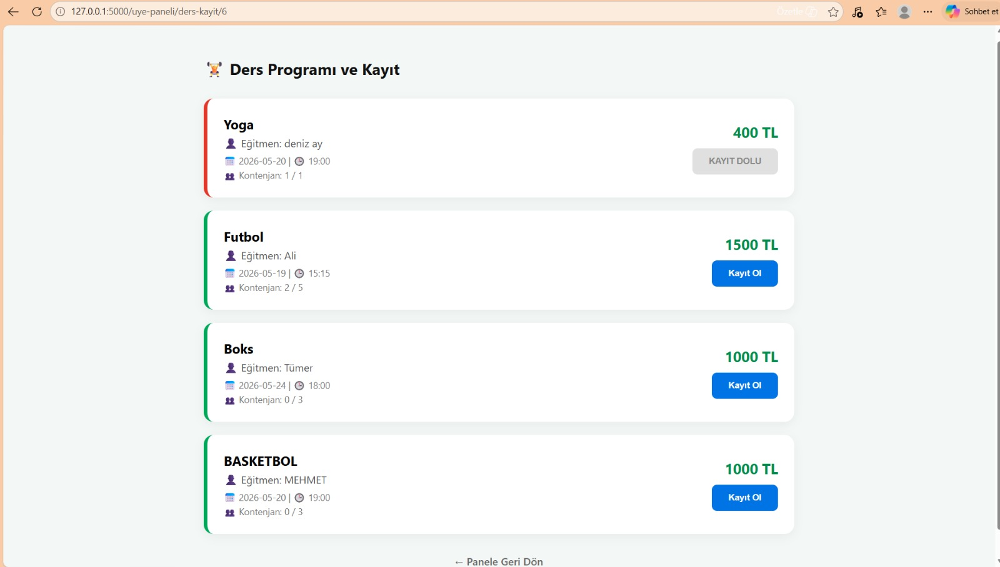 127.0.0.1:5000/uye-paneli/ders-kayit/6
Özetle
Sohbet et
Ders Programı ve Kayıt
Yoga
Eğitmen: deniz ay
2026-05-20 | 19:00
Kontenjan: 1 / 1
400 TL
KAYIT DOLU
Futbol
Eğitmen: Ali
2026-05-19 | 15:15
Kontenjan: 2 / 5
1500 TL
Kayıt Ol
Boks
Eğitmen: Tümer
2026-05-24 | 18:00
Kontenjan: 0 / 3
1000 TL
Kayıt Ol
BASKETBOL
Eğitmen: MEHMET
2026-05-20 | 19:00
Kontenjan: 0 / 3
1000 TL
Kayıt Ol
← Panele Geri Dön